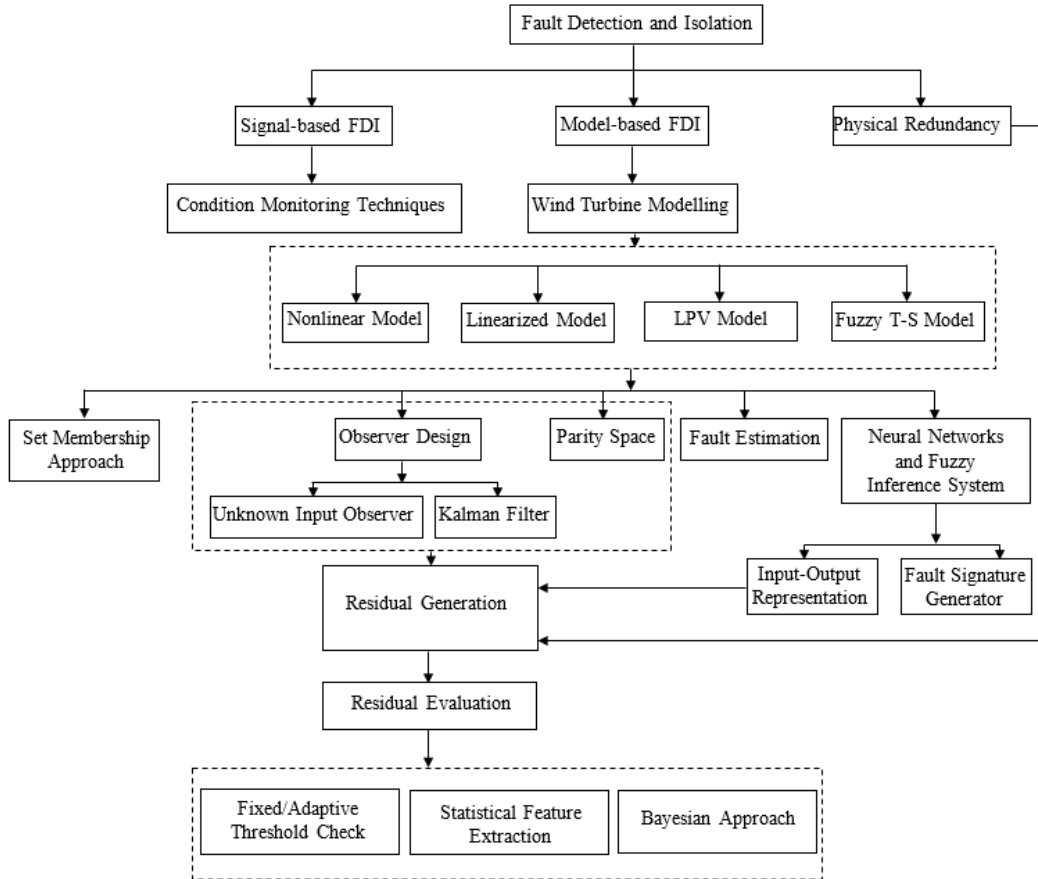 Fault Detection and Isolation
Signal-based FDI
Model-based FDI
Physical Redundancy
Condition Monitoring Techniques
Wind Turbine Modelling
Nonlinear Model
Linearized Model
LPV Model
Fuzzy T-S Model
Set Membership
Approach
Observer Design
Parity Space
Fault Estimation
Neural Networks
and Fuzzy
Inference System
Unknown Input Observer
Kalman Filter
Residual Generation
Input-Output
Representation
Fault Signature
Generator
Residual Evaluation
Fixed/Adaptive
Threshold Check
Statistical Feature
Extraction
Bayesian Approach